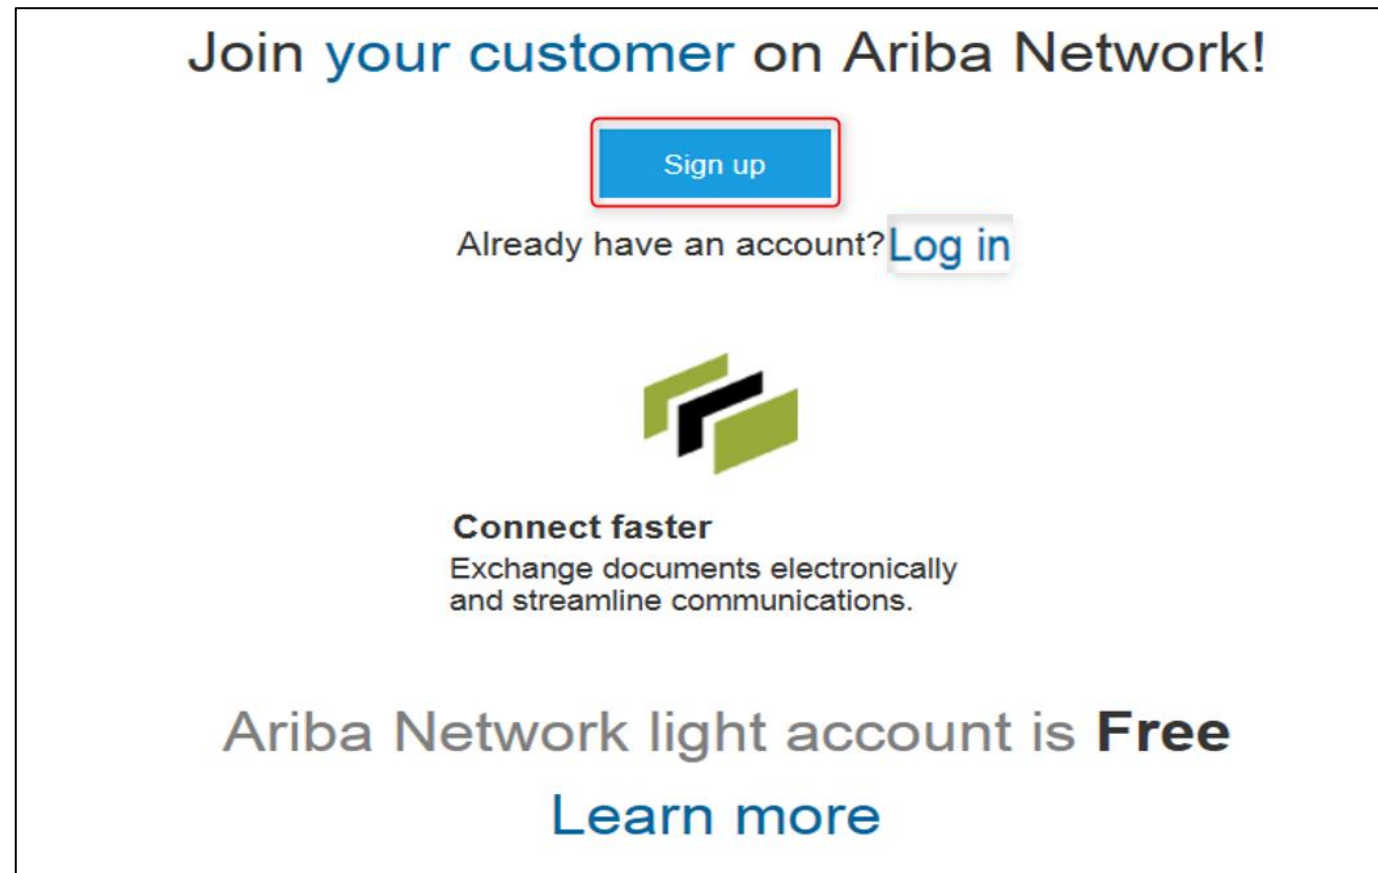 Join your customer on Ariba Network!
Sign up
Already have an account? Log in
Connect faster
Exchange documents electronically
and streamline communications.
Ariba Network light account is Free
Learn more